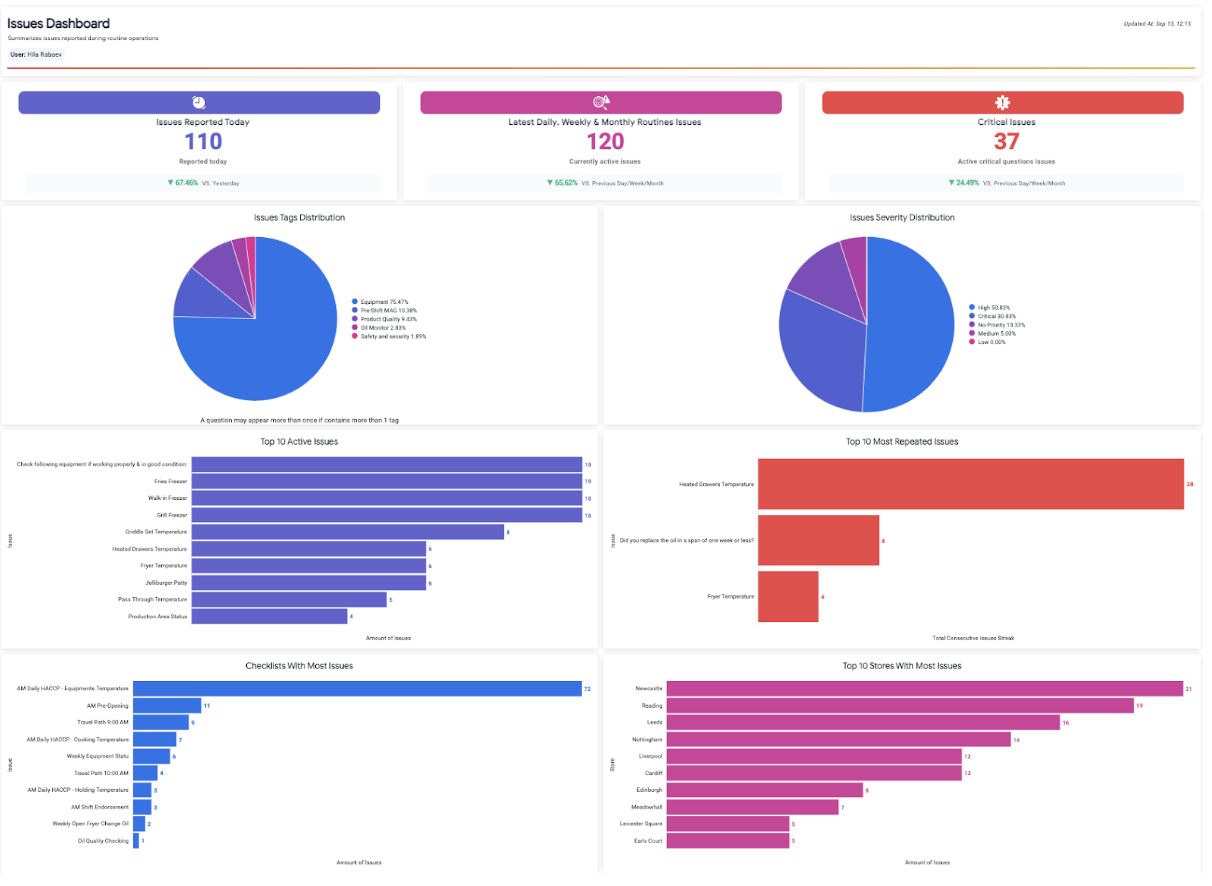 Issues Dashboard
Updated At: Sep 13, 12:15
Summarizes issues reported during routine operations
User: Hila Raboev
Issues Reported Today
110
Reported today
▼ 67.46% VS. Yesterday
Latest Daily, Weekly & Monthly Routines Issues
120
Currently active issues
▼ 65.62% VS. Previous Day/Week/Month
Critical Issues
37
Active critical questions issues
▼ 24.49% VS. Previous Day/Week/Month
Issues Tags Distribution
Equipment 75.47%
Pre-Shift MAG 10.38%
Product Quality 9.43%
Oil Monitor 2.83%
Safety and security 1.89%
A question may appear more than once if contains more than 1 tag
Issues Severity Distribution
High 50.83%
Critical 30.83%
No Priority 13.33%
Medium 5.00%
Low 0.00%
Top 10 Active Issues
Issue
Check following equipment if working properly & in good condition: 10
Fries Freezer 10
Walk-in Freezer 10
Grill Freezer 10
Griddle Set Temperature 8
Heated Drawers Temperature 6
Fryer Temperature 6
Jolliburger Patty 6
Pass Through Temperature 5
Production Area Status 4
Amount of Issues
Top 10 Most Repeated Issues
Issue
Heated Drawers Temperature 28
Did you replace the oil in a span of one week or less? 8
Fryer Temperature 4
Total Consecutive Issues Streak
Checklists With Most Issues
Issue
AM Daily HACCP - Equipments Temperature 72
AM Pre-Opening 11
Travel Path 9:00 AM 9
AM Daily HACCP - Cooking Temperature 7
Weekly Equipment Statu 6
Travel Path 10:00 AM 4
AM Daily HACCP - Holding Temperature 3
AM Shift Endorsement 3
Weekly Open Fryer Change Oil 2
Oil Quality Checking 1
Amount of Issues
Top 10 Stores With Most Issues
Store
Newcastle 21
Reading 19
Leeds 16
Nottingham 14
Liverpool 12
Cardiff 12
Edinburgh 8
Meadowhall 7
Leicester Square 5
Earls Court 5
Amount of Issues